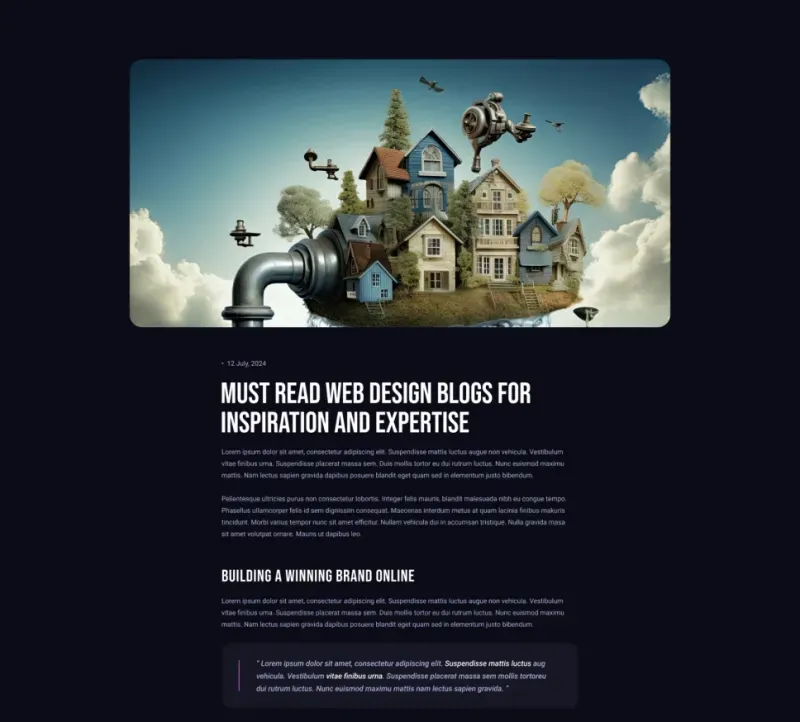 • 12 July, 2024
MUST READ WEB DESIGN BLOGS FOR
INSPIRATION AND EXPERTISE
Lorem ipsum dolor sit amet, consectetur adipiscing elit. Suspendisse mattis luctus augue non vehicula. Vestibulum
vitae finibus urna. Suspendisse placerat massa sem. Duis mollis tortor eu dui rutrum luctus. Nunc euismod maximu
mattis. Nam lectus sapien gravida dapibus posuere blandit eget quam sed in elementum justo bibendum.
Pellentesque ultricies purus non consectetur lobortis. Integer felis mauris, blandit malesuada nibh eu congue tempo.
Phasellus ullamcorper felis id sem dignissim consequat. Maecenas interdum metus at quam lacinia finibus makuris
tincidunt. Morbi varius tempor nunc sit amet efficitur. Nullam vehicula dui in accumsan tristique. Nulla gravida masa
sit amet volutpat ornare. Mauris ut dapibus leo.
BUILDING A WINNING BRAND ONLINE
Lorem ipsum dolor sit amet, consectetur adipiscing elit. Suspendisse mattis luctus augue non vehicula. Vestibulum
vitae finibus urna. Suspendisse placerat massa sem. Duis mollis tortor eu dui rutrum luctus. Nunc euismod maximu
mattis. Nam lectus sapien gravida dapibus posuere blandit eget quam sed in elementum justo bibendum.
" Lorem ipsum dolor sit amet, consectetur adipiscing elit. Suspendisse mattis luctus aug
vehicula. Vestibulum vitae finibus urna. Suspendisse placerat massa sem mollis tortoreu
dui rutrum luctus. Nunc euismod maximu mattis nam lectus sapien gravida. "